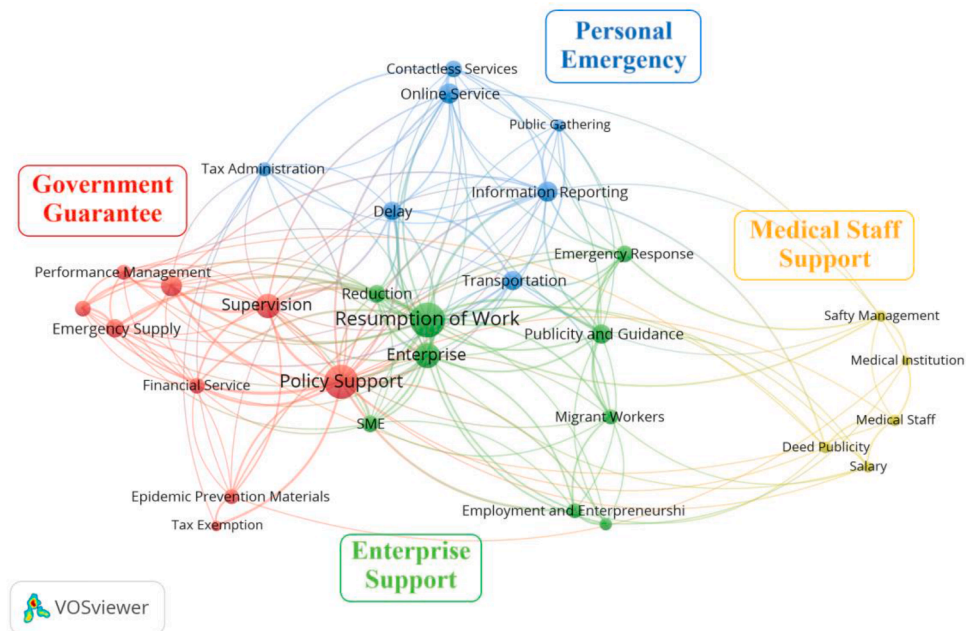 Personal
Emergency
Contactless Services
Online Service
Public Gathering
Tax Administration
Government
Guarantee
Information Reporting
Delay
Medical Staff
Support
Emergency Response
Performance Management
Transportation
Reduction
Supervision
Resumption of Work
Safty Management
Emergency Supply
Publicity and Guidance
Enterprise
Medical Institution
Financial Service
Policy Support
Migrant Workers
SME
Medical Staff
Deed Publicity
Salary
Epidemic Prevention Materials
Employment and Enterpreneurshi
Tax Exemption
Enterprise
Support
VOSviewer